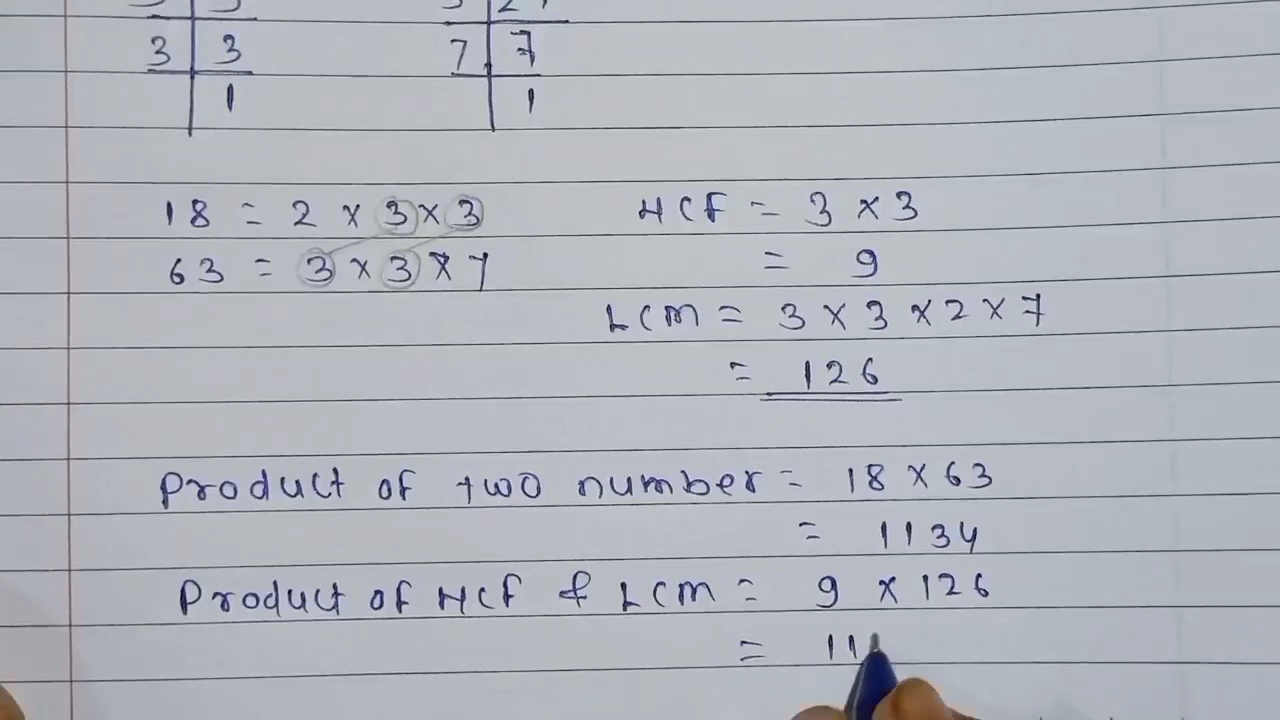 3 3 7 7
1 1
18 = 2 × 3 × 3 HCF = 3 × 3
63 = 3 × 3 × 7 = 9
LCM = 3 × 3 × 2 × 7
= 126
Product of two number = 18 × 63
= 1134
Product of HCF & LCM = 9 × 126
= 11